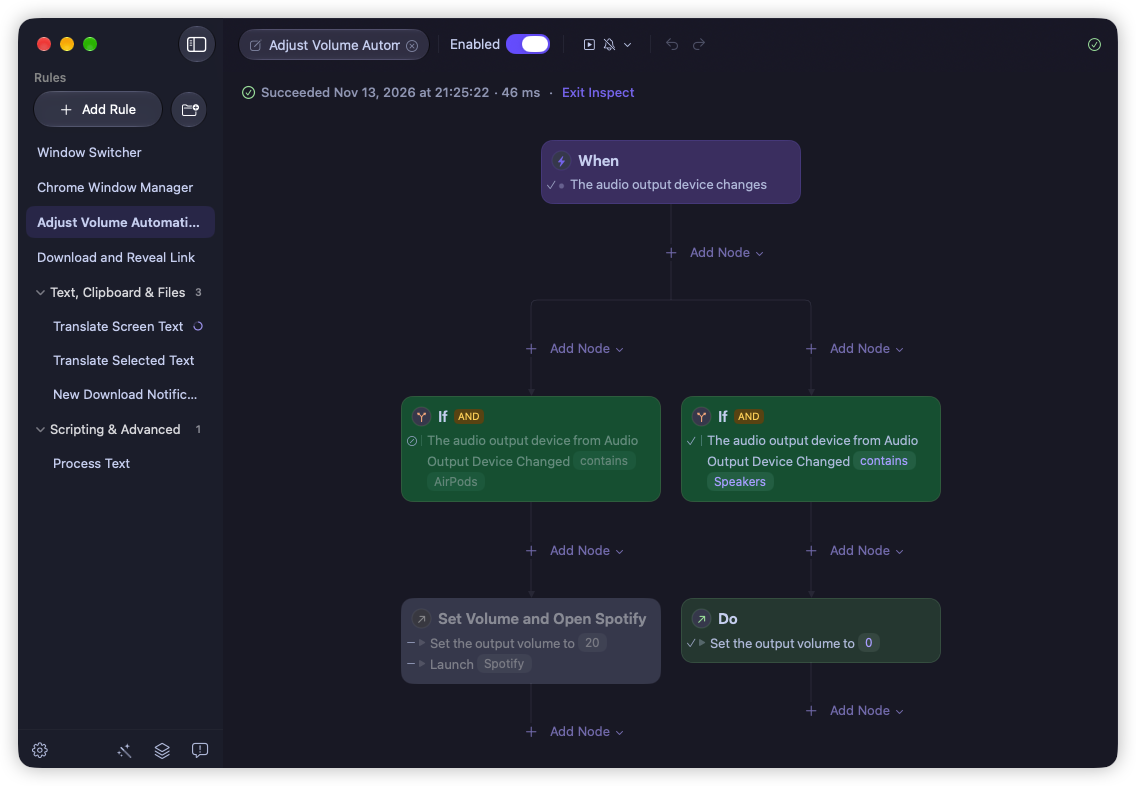 Adjust Volume Autom
Enabled
Rules
Add Rule
Succeeded Nov 13, 2026 at 21:25:22 · 46 ms · Exit Inspect
Window Switcher
Chrome Window Manager
Adjust Volume Automati...
Download and Reveal Link
Text, Clipboard & Files 3
Translate Screen Text
Translate Selected Text
New Download Notific...
Scripting & Advanced 1
Process Text
When
The audio output device changes
Add Node
Add Node
Add Node
If AND
The audio output device from Audio
Output Device Changed contains
AirPods
If AND
The audio output device from Audio
Output Device Changed contains
Speakers
Add Node
Add Node
Set Volume and Open Spotify
Set the output volume to 20
Launch Spotify
Do
Set the output volume to 0
Add Node
Add Node